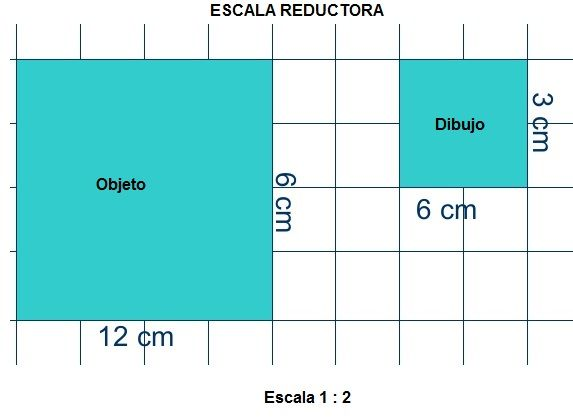 ESCALA REDUCTORA
Objeto
6 cm
12 cm
Dibujo
3 cm
6 cm
Escala 1 : 2